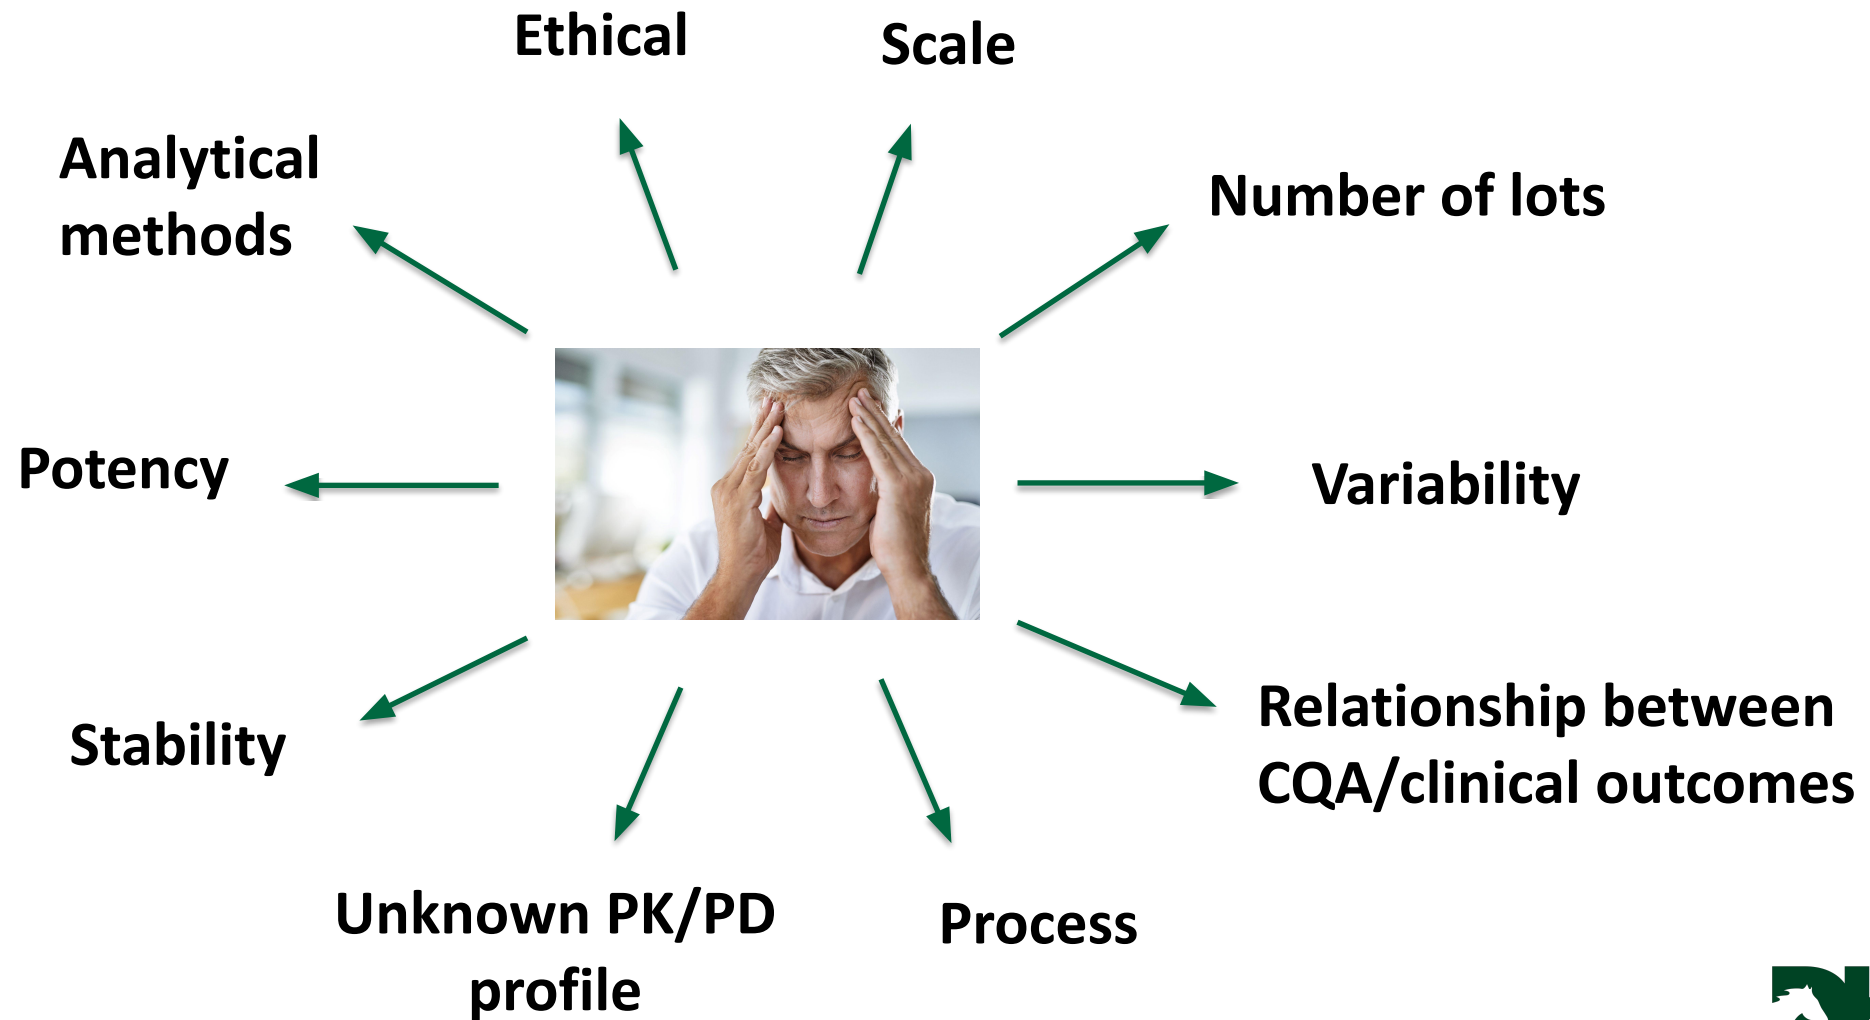 Ethical
Scale
Analytical
methods
Number of lots
Potency
Variability
Stability
Relationship between
CQA/clinical outcomes
Unknown PK/PD
profile
Process